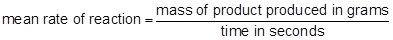 mean rate of reaction = mass of product produced in grams
time in seconds